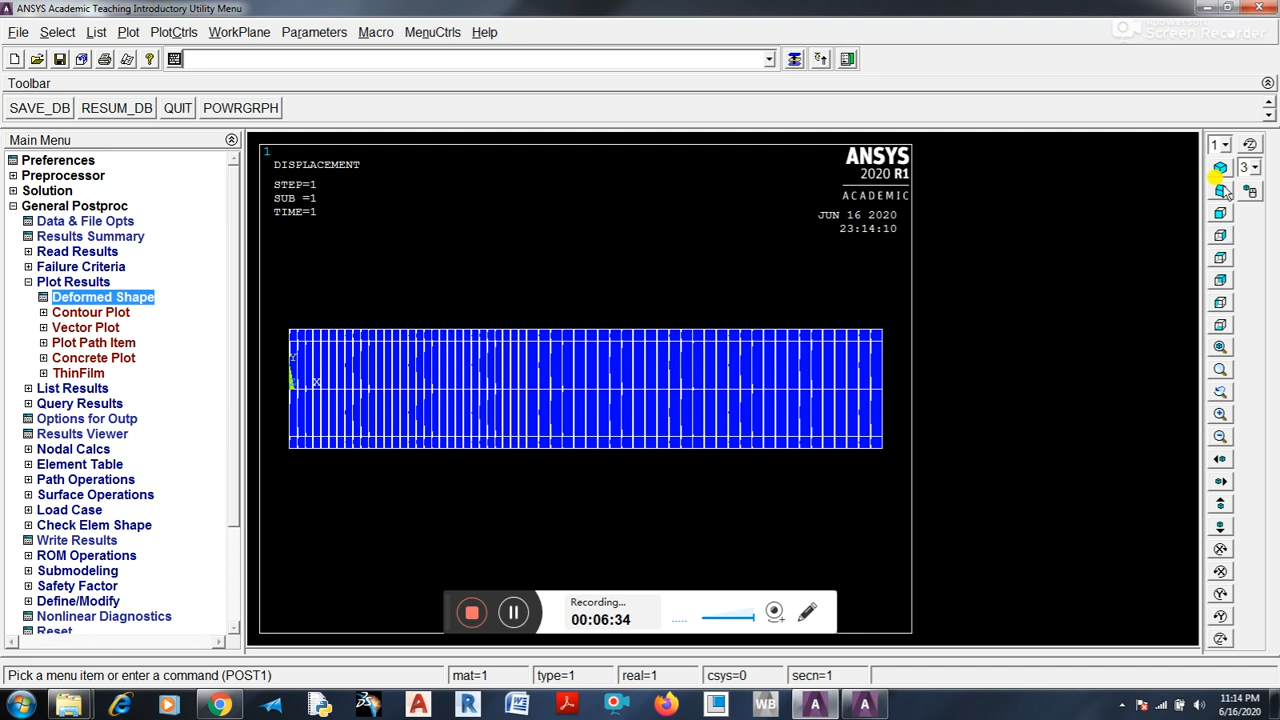 ANSYS Academic Teaching Introductory Utility Menu
File Select List Plot PlotCtrls WorkPlane Parameters Macro MenuCtrls Help
Apowersoft
Screen Recorder
Toolbar
SAVE_DB RESUM_DB QUIT POWRGRPH
Main Menu
Preferences
Preprocessor
Solution
General Postproc
Data & File Opts
Results Summary
Read Results
Failure Criteria
Plot Results
Deformed Shape
Contour Plot
Vector Plot
Plot Path Item
Concrete Plot
ThinFilm
List Results
Query Results
Options for Outp
Results Viewer
Nodal Calcs
Element Table
Path Operations
Surface Operations
Load Case
Check Elem Shape
Write Results
ROM Operations
Submodeling
Safety Factor
Define/Modify
Nonlinear Diagnostics
Reset
1
DISPLACEMENT
STEP=1
SUB =1
TIME=1
ANSYS
2020 R1
ACADEMIC
JUN 16 2020
23:14:10
Y
X
1
3
Recording...
00:06:34
Pick a menu item or enter a command (POST1)
mat=1 type=1 real=1 csys=0 secn=1
11:14 PM
6/16/2020